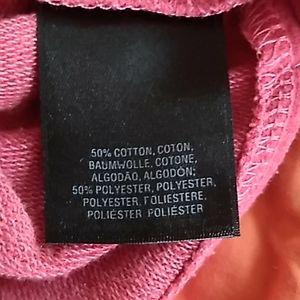 50% COTTON, COTON,
BAUMWOLLE, COTONE,
ALGODÃO, ALGODÓN;
50% POLYESTER, POLYESTER,
POLYESTER, POLIESTERE,
POLIÉSTER POLIÉSTER